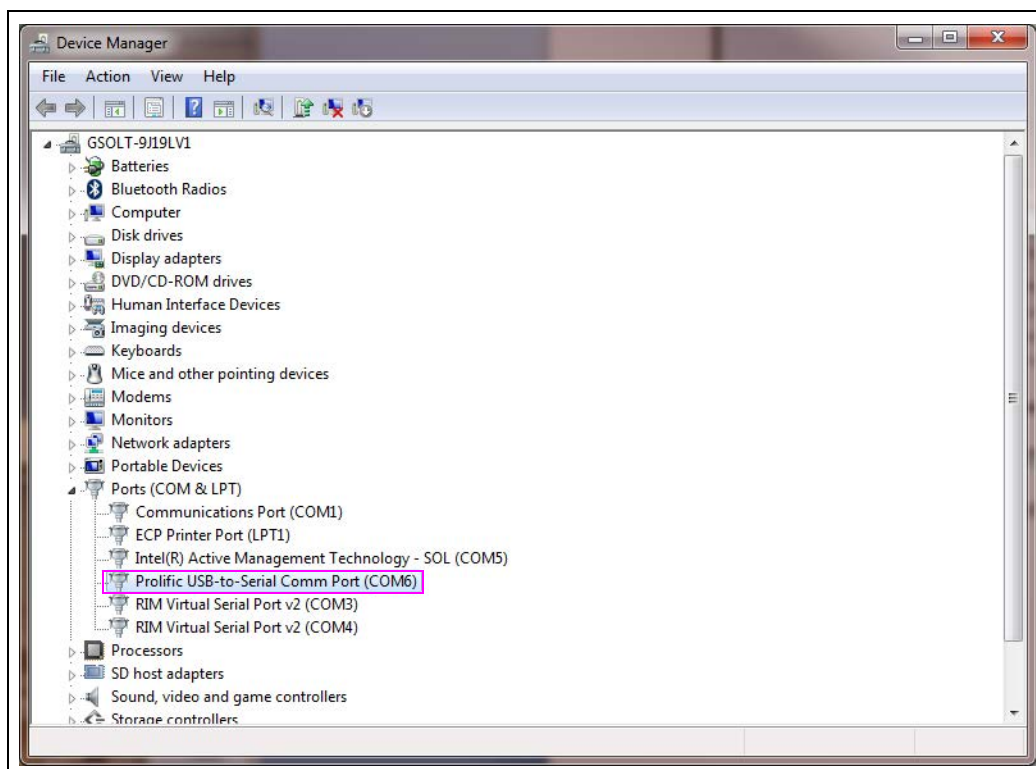 Device Manager
File Action View Help
GSOLT-9J19LV1
Batteries
Bluetooth Radios
Computer
Disk drives
Display adapters
DVD/CD-ROM drives
Human Interface Devices
Imaging devices
Keyboards
Mice and other pointing devices
Modems
Monitors
Network adapters
Portable Devices
Ports (COM & LPT)
Communications Port (COM1)
ECP Printer Port (LPT1)
Intel(R) Active Management Technology - SOL (COM5)
Prolific USB-to-Serial Comm Port (COM6)
RIM Virtual Serial Port v2 (COM3)
RIM Virtual Serial Port v2 (COM4)
Processors
SD host adapters
Sound, video and game controllers
Storage controllers